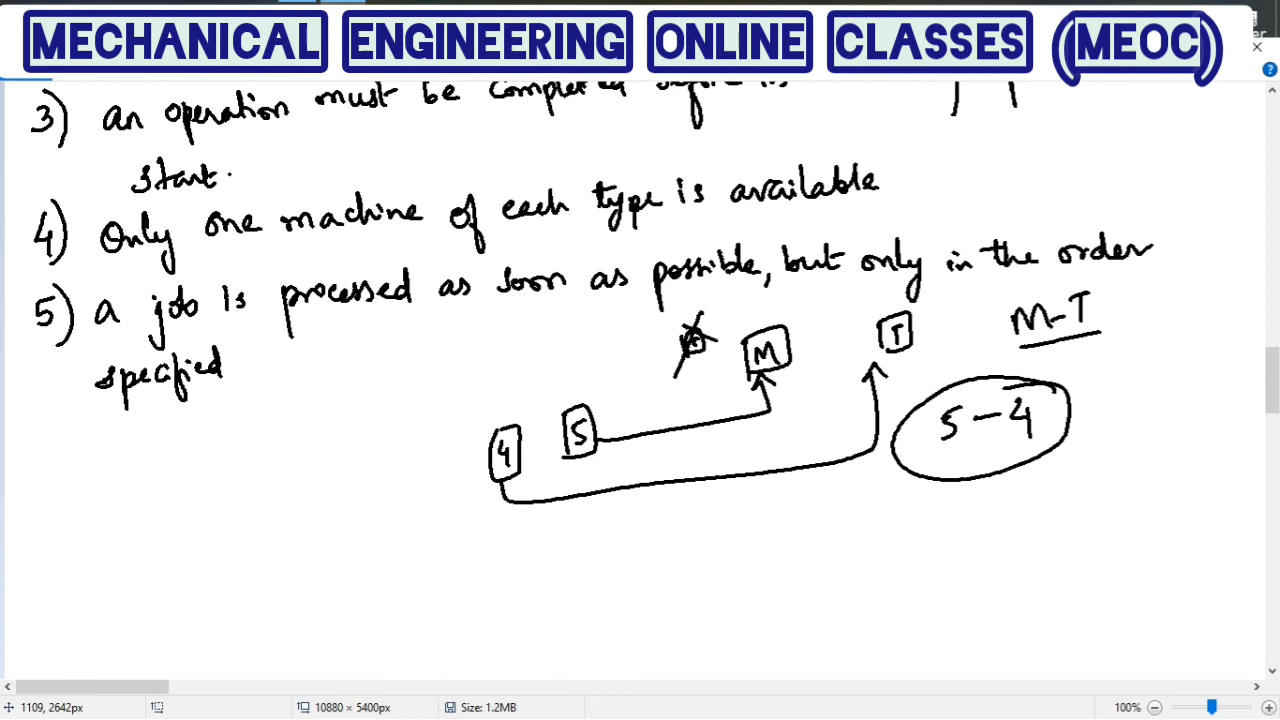 MECHANICAL ENGINEERING ONLINE CLASSES (MEOC)
3) an operation must be completed before
start.
4) Only one machine of each type is available
5) a job is processed as soon as possible, but only in the order
specified
M T M-T
5 5-4
4
1109, 2642px 10880 × 5400px Size: 1.2MB 100%